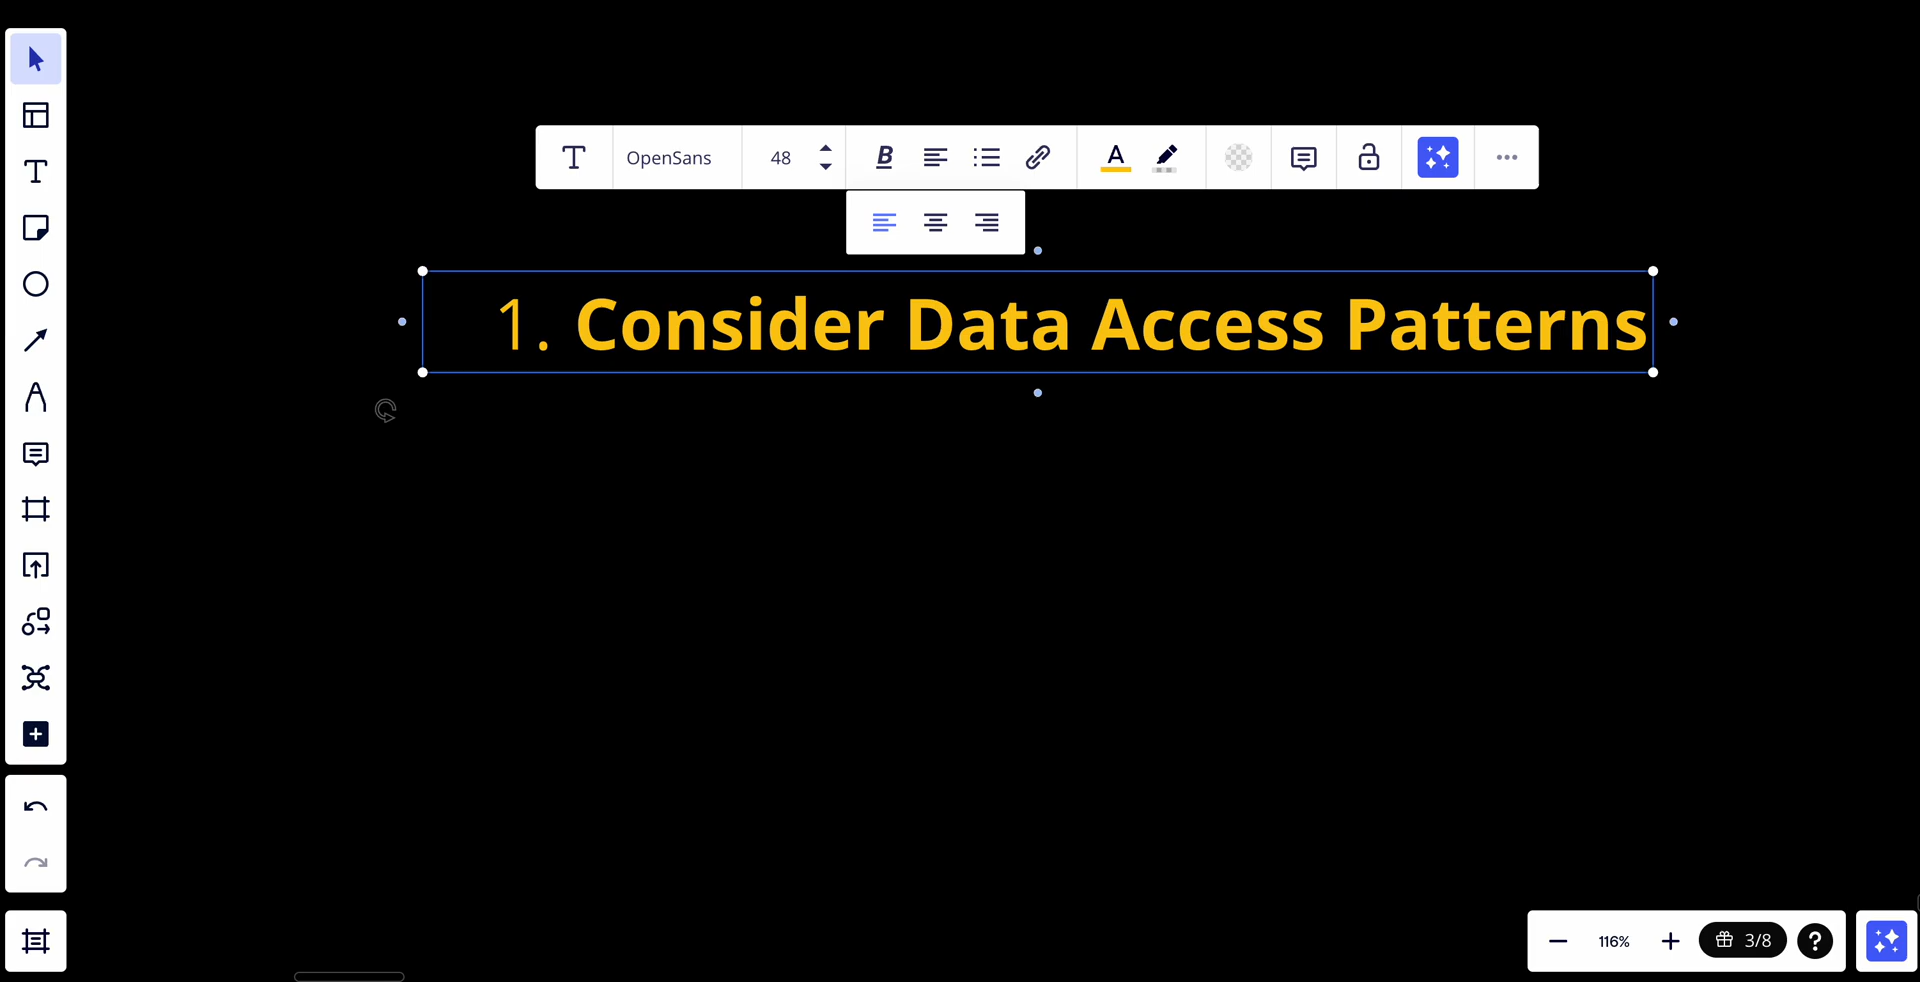 OpenSans 48 B A
1. Consider Data Access Patterns
116% 3/8 ?